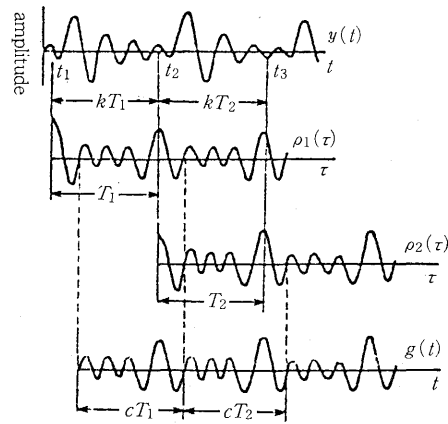 amplitude
y(t)
t₁ t₂ t₃ t
kT₁ kT₂
ρ₁(τ)
τ
T₁
ρ₂(τ)
τ
T₂
g(t)
t
cT₁ cT₂